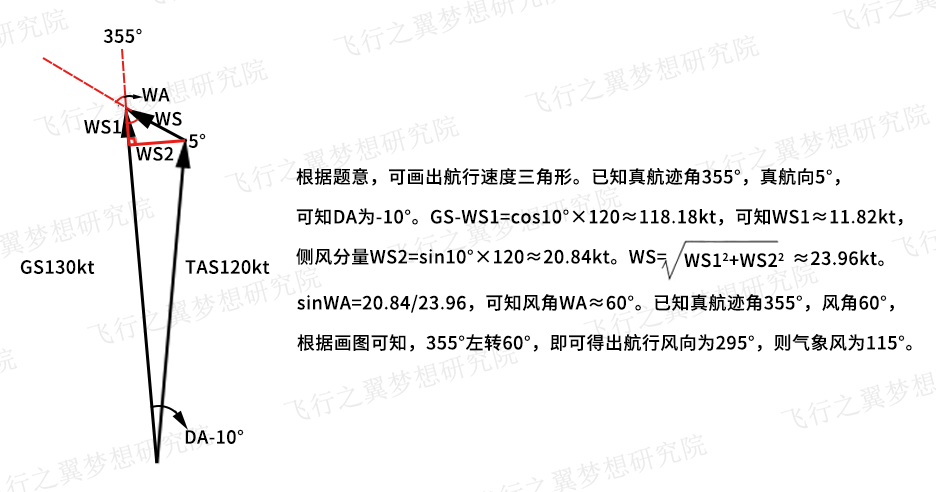 355°
WA
WS
WS1
5°
WS2
GS130kt
TAS120kt
DA-10°
根据题意，可画出航行速度三角形。已知真航迹角355°，真航向5°，
可知DA为-10°。GS-WS1=cos10°×120≈118.18kt，可知WS1≈11.82kt，
侧风分量WS2=sin10°×120≈20.84kt。WS=√WS1²+WS2² ≈23.96kt。
sinWA=20.84/23.96，可知风角WA≈60°。已知真航迹角355°，风角60°，
根据画图可知，355°左转60°，即可得出航行风向为295°，则气象风为115°。
飞行之翼梦想研究院